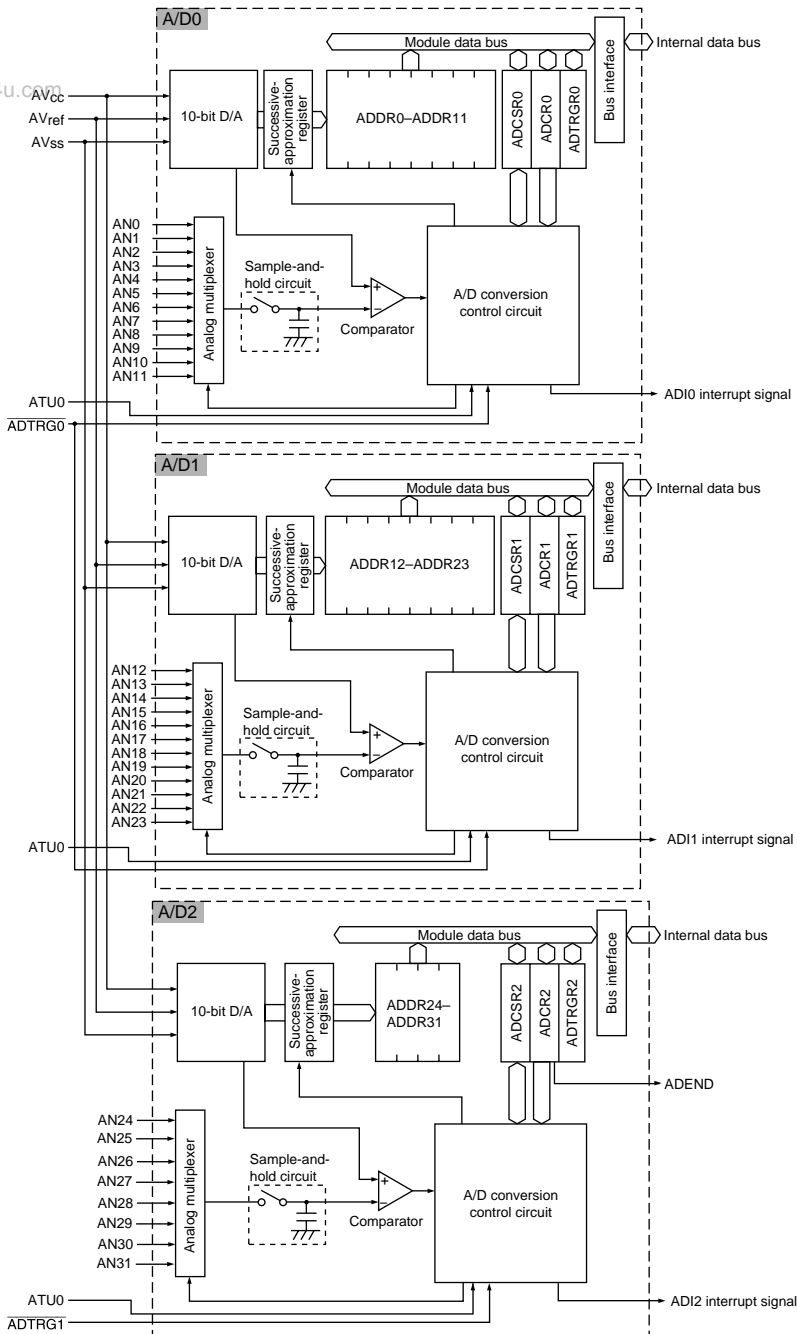 A/D0
Module data bus
Internal data bus
Bus interface
u.com
AVcc
AVref
AVss
10-bit D/A
Successive-
approximation
register
ADDR0–ADDR11
ADCSR0
ADCR0
ADTRGR0
AN0
AN1
AN2
AN3
AN4
AN5
AN6
AN7
AN8
AN9
AN10
AN11
Analog multiplexer
Sample-and-
hold circuit
+
−
Comparator
A/D conversion
control circuit
ADI0 interrupt signal
ATU0
ADTRG0
A/D1
Module data bus
Internal data bus
Bus interface
10-bit D/A
Successive-
approximation
register
ADDR12–ADDR23
ADCSR1
ADCR1
ADTRGR1
AN12
AN13
AN14
AN15
AN16
AN17
AN18
AN19
AN20
AN21
AN22
AN23
Analog multiplexer
Sample-and-
hold circuit
+
−
Comparator
A/D conversion
control circuit
ADI1 interrupt signal
ATU0
A/D2
Module data bus
Internal data bus
Bus interface
10-bit D/A
Successive-
approximation
register
ADDR24–
ADDR31
ADCSR2
ADCR2
ADTRGR2
ADEND
AN24
AN25
AN26
AN27
AN28
AN29
AN30
AN31
Analog multiplexer
Sample-and-
hold circuit
+
−
Comparator
A/D conversion
control circuit
ADI2 interrupt signal
ATU0
ADTRG1